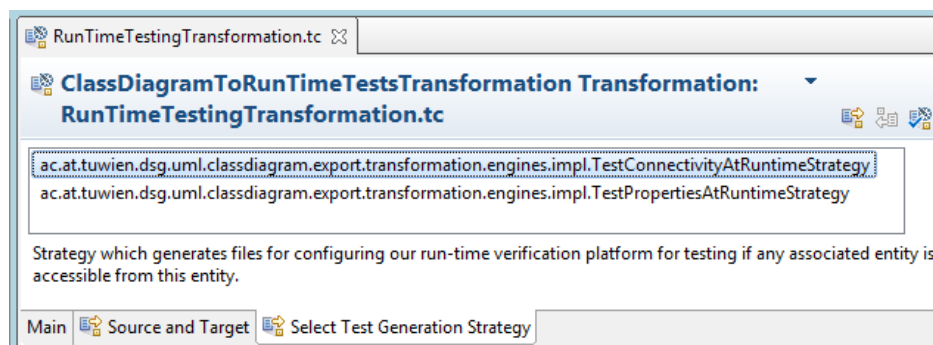 RunTimeTestingTransformation.tc
ClassDiagramToRunTimeTestsTransformation Transformation:
RunTimeTestingTransformation.tc
ac.at.tuwien.dsg.uml.classdiagram.export.transformation.engines.impl.TestConnectivityAtRuntimeStrategy
ac.at.tuwien.dsg.uml.classdiagram.export.transformation.engines.impl.TestPropertiesAtRuntimeStrategy
Strategy which generates files for configuring our run-time verification platform for testing if any associated entity is
accessible from this entity.
Main Source and Target Select Test Generation Strategy